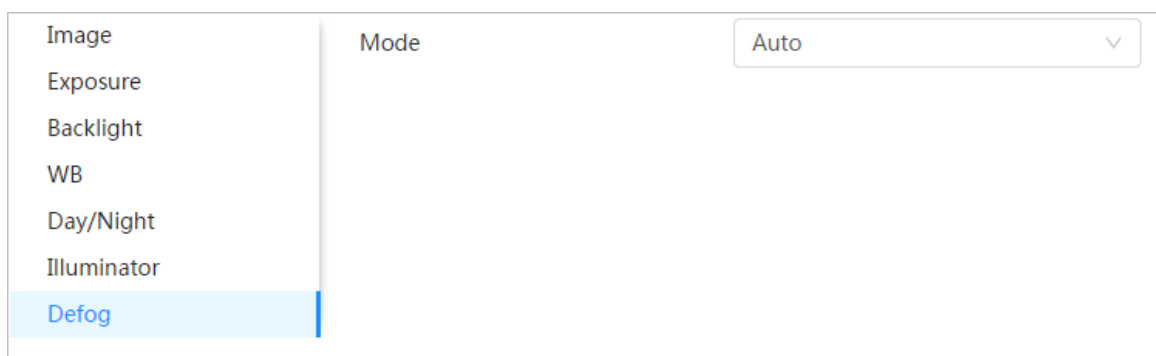 Image
Exposure
Backlight
WB
Day/Night
Illuminator
Defog
Mode Auto